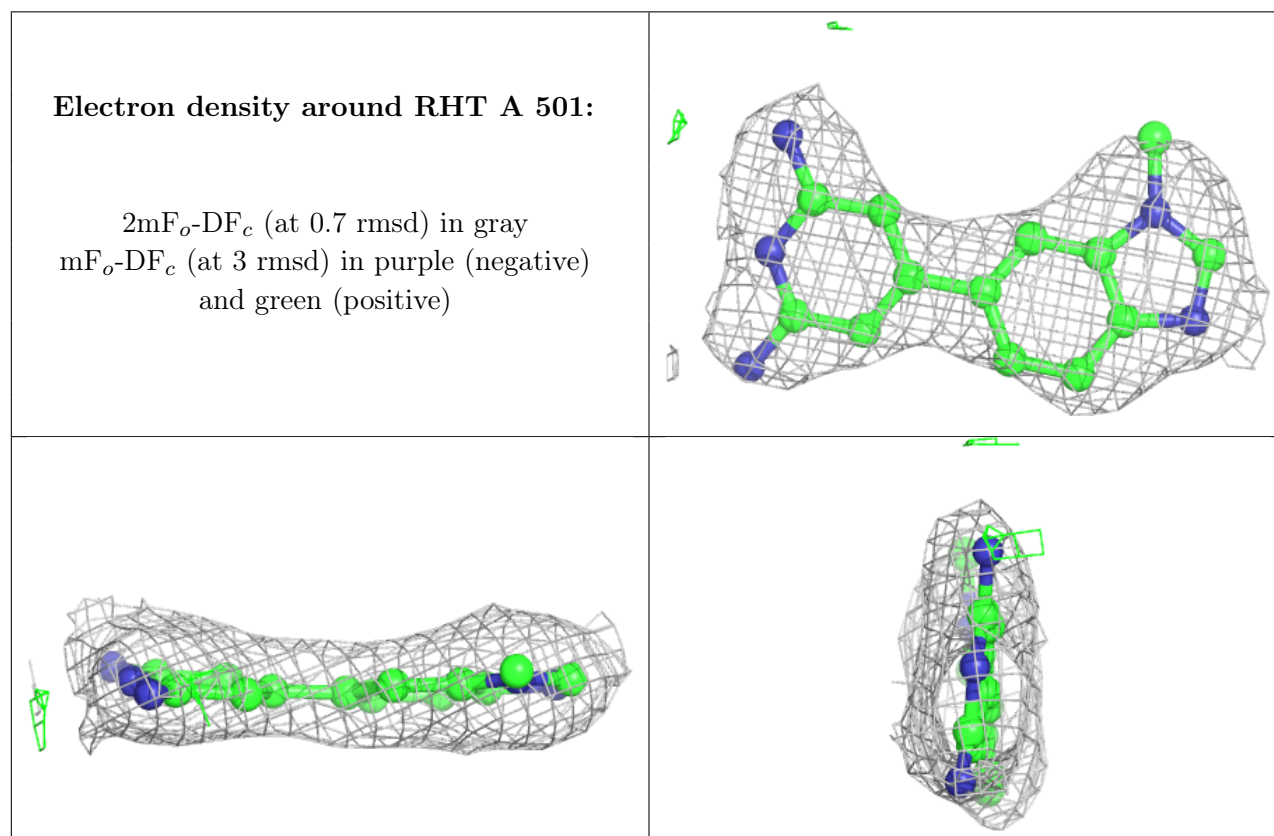 Electron density around RHT A 501:
2mFo-DFc (at 0.7 rmsd) in gray
mFo-DFc (at 3 rmsd) in purple (negative)
and green (positive)